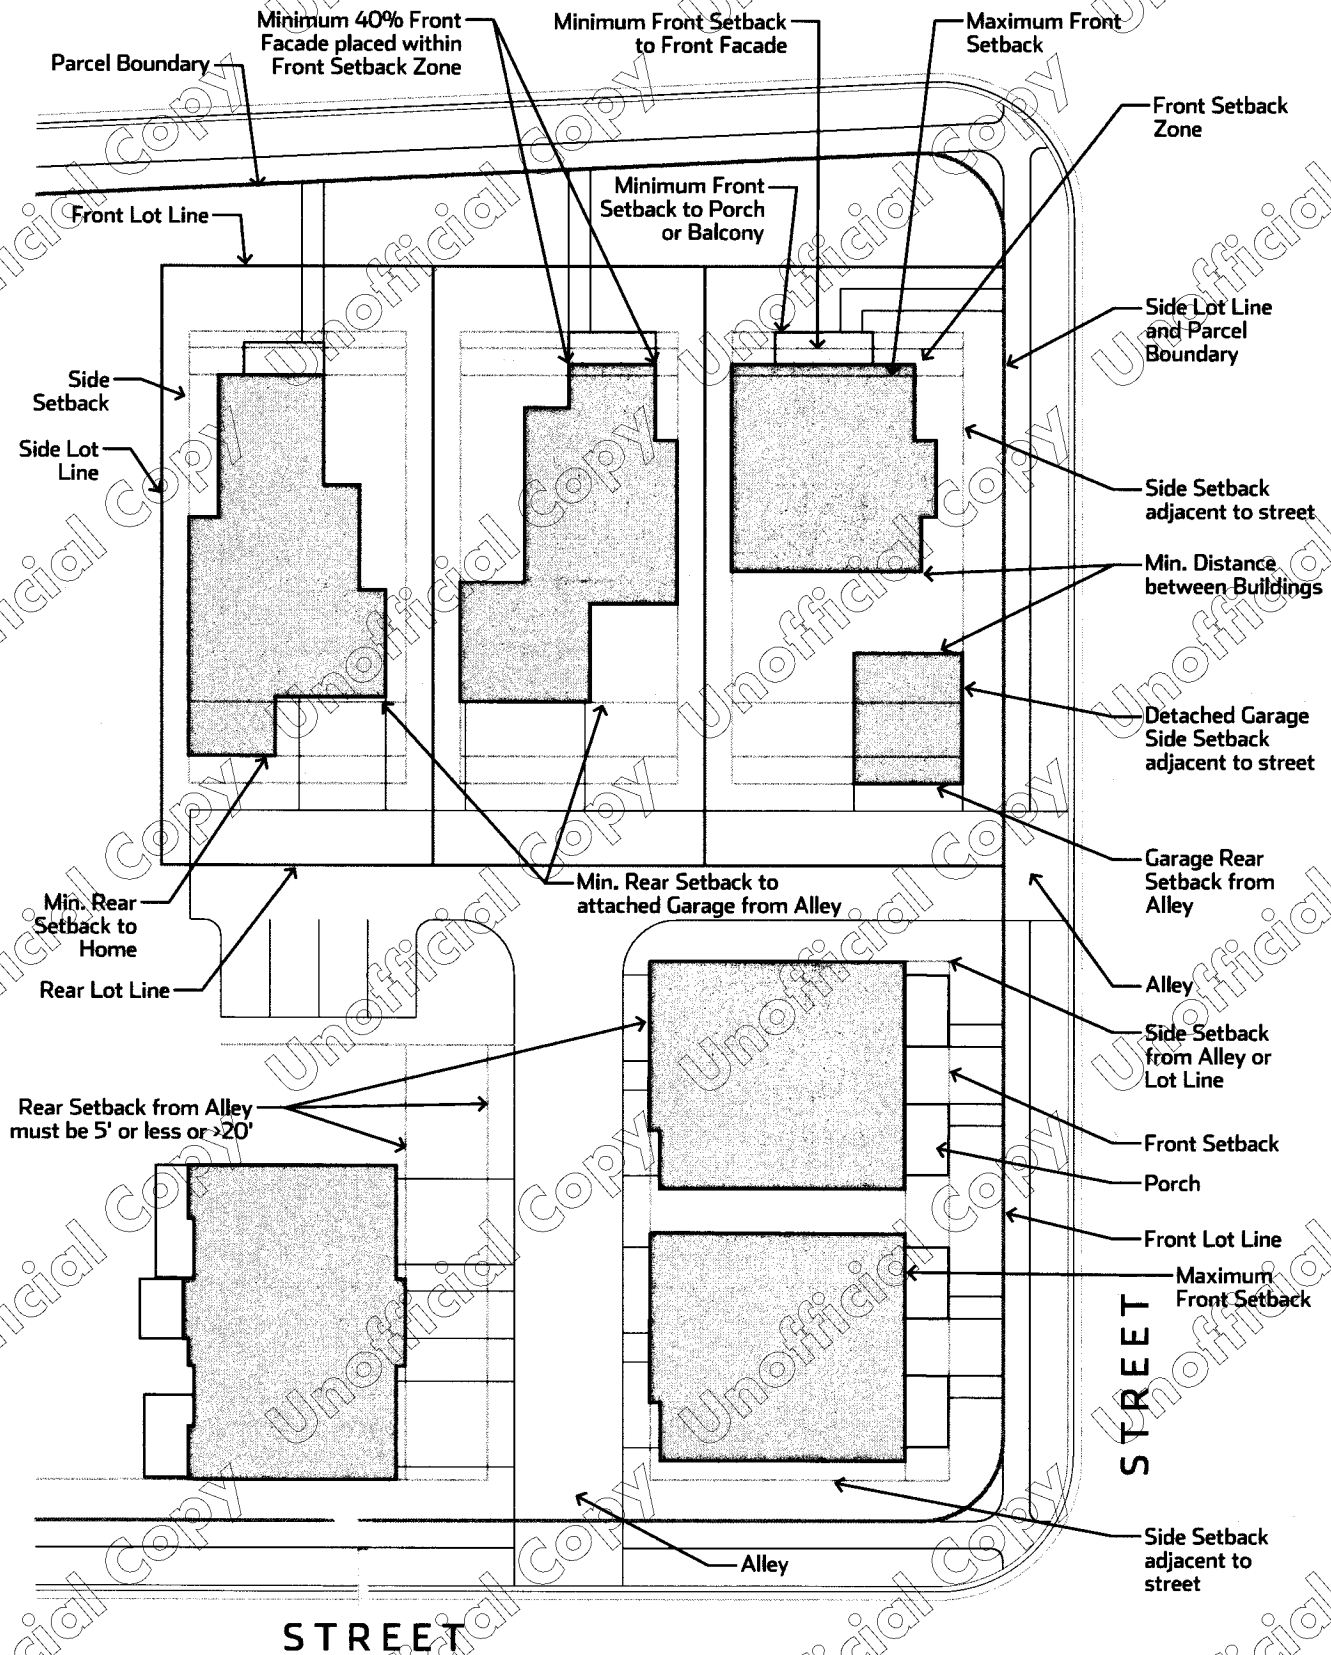 Minimum 40% Front
Facade placed within
Front Setback Zone
Minimum Front Setback
to Front Facade
Maximum Front
Setback
Parcel Boundary
Front Setback
Zone
Minimum Front
Setback to Porch
or Balcony
Front Lot Line
Side Lot Line
and Parcel
Boundary
Side
Setback
Side Lot
Line
Side Setback
adjacent to street
Min. Distance
between Buildings
Detached Garage
Side Setback
adjacent to street
Garage Rear
Setback from
Alley
Min. Rear
Setback to
Home
Min. Rear Setback to
attached Garage from Alley
Rear Lot Line
Alley
Side Setback
from Alley or
Lot Line
Rear Setback from Alley
must be 5' or less or >20'
Front Setback
Porch
Front Lot Line
Maximum
Front Setback
STREET
Side Setback
adjacent to
street
Alley
STREET
Unofficial Copy